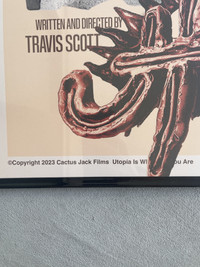 WRITTEN AND DIRECTED BY
TRAVIS SCOTT
©Copyright 2023 Cactus Jack Films Utopia Is Are